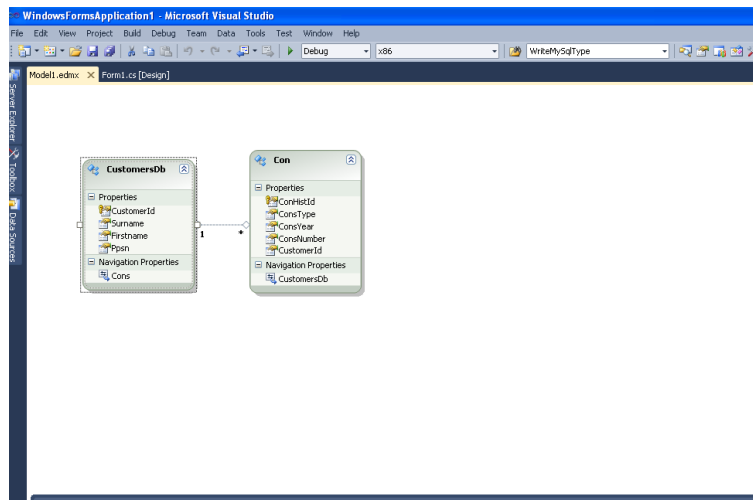 WindowsFormsApplication1 - Microsoft Visual Studio
File Edit View Project Build Debug Team Data Tools Test Window Help
Debug x86 WriteMySqlType
Model1.edmx Form1.cs [Design]
Server Explorer
Toolbox
Data Sources
CustomersDb
Properties
CustomerId
Surname
Firstname
Ppsn
Navigation Properties
Cons
1 *
Con
Properties
ConHistId
ConsType
ConsYear
ConsNumber
CustomerId
Navigation Properties
CustomersDb